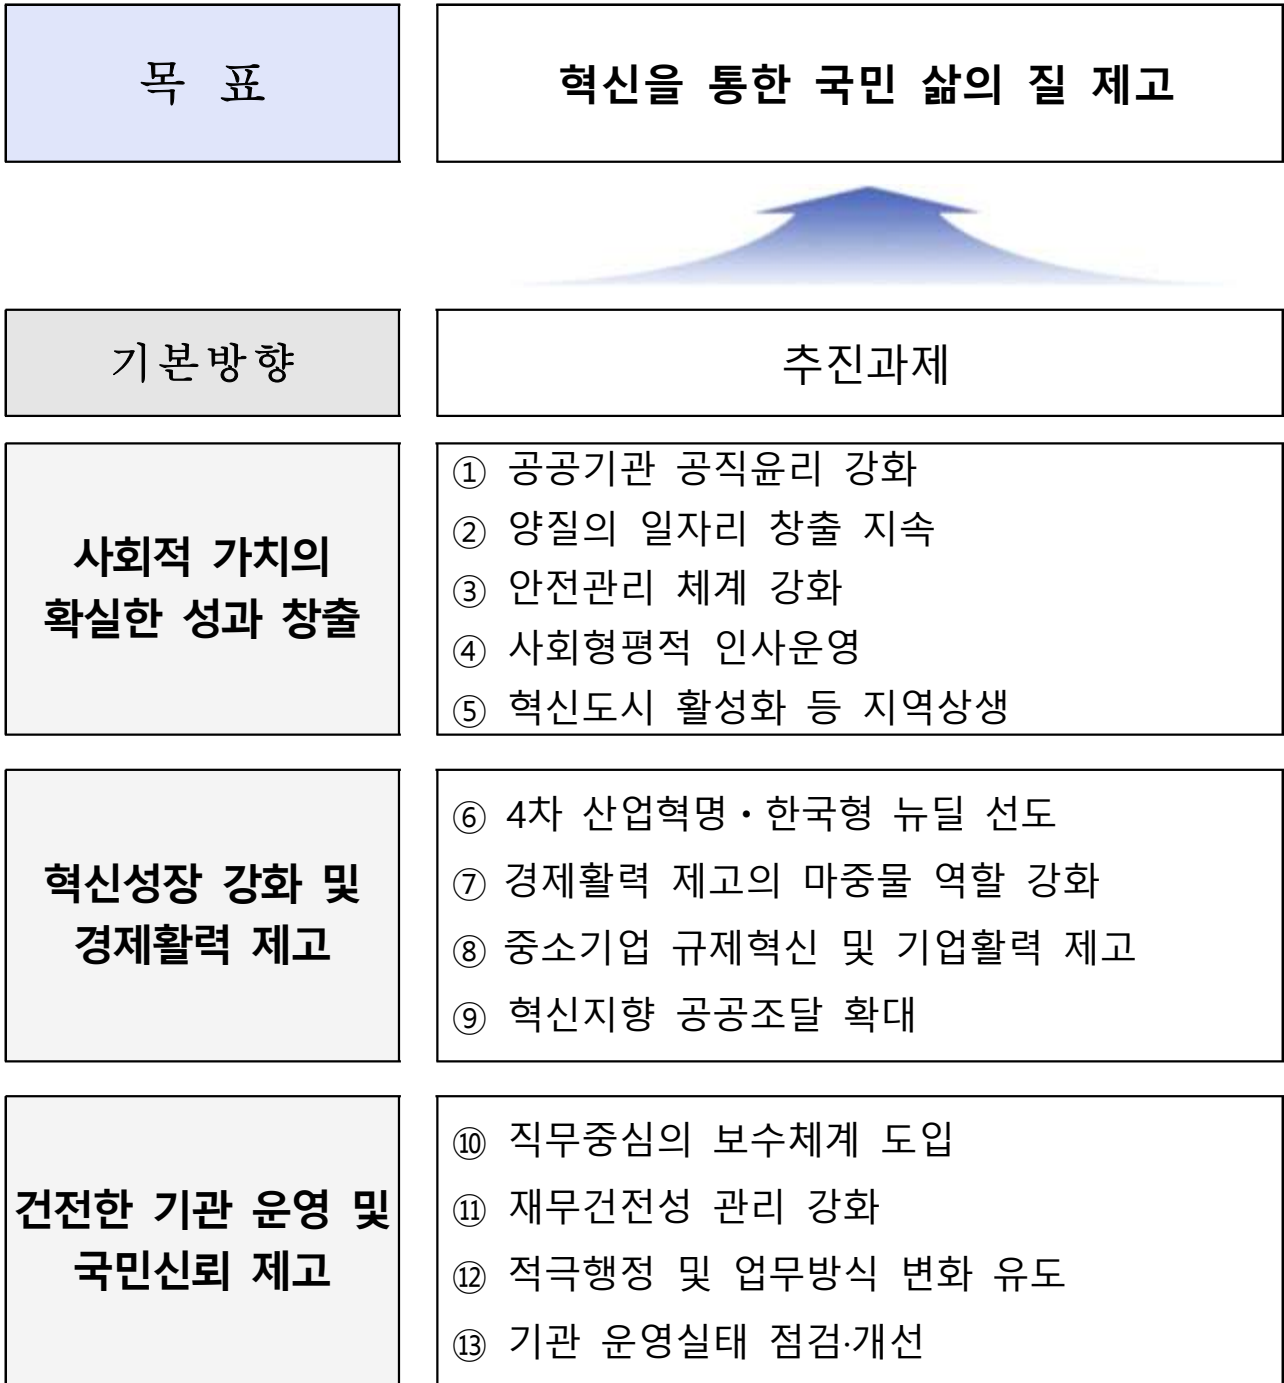 목 표
혁신을 통한 국민 삶의 질 제고
기본방향
추진과제
사회적 가치의
확실한 성과 창출
① 공공기관 공직윤리 강화
② 양질의 일자리 창출 지속
③ 안전관리 체계 강화
④ 사회형평적 인사운영
⑤ 혁신도시 활성화 등 지역상생
혁신성장 강화 및
경제활력 제고
⑥ 4차 산업혁명・한국형 뉴딜 선도
⑦ 경제활력 제고의 마중물 역할 강화
⑧ 중소기업 규제혁신 및 기업활력 제고
⑨ 혁신지향 공공조달 확대
건전한 기관 운영 및
국민신뢰 제고
⑩ 직무중심의 보수체계 도입
⑪ 재무건전성 관리 강화
⑫ 적극행정 및 업무방식 변화 유도
⑬ 기관 운영실태 점검·개선